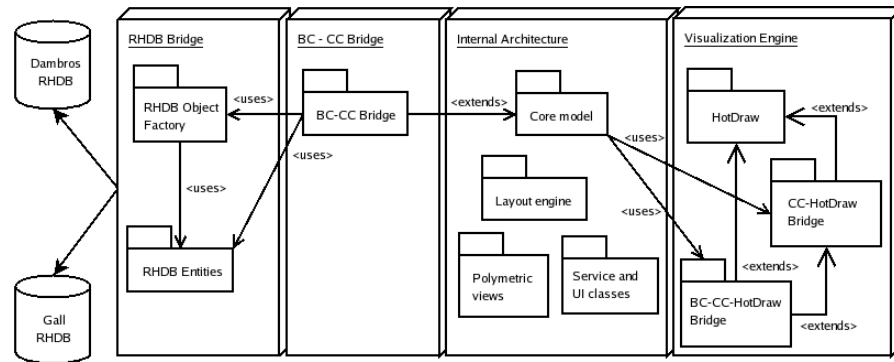 Dambros
RHDB
Gall
RHDB
RHDB Bridge
RHDB Object
Factory
<uses>
RHDB Entities
<uses>
BC - CC Bridge
BC-CC Bridge
<uses>
<extends>
Internal Architecture
Core model
Layout engine
<uses>
<uses>
Polymetric
views
Service and
UI classes
Visualization Engine
HotDraw
<extends>
CC-HotDraw
Bridge
<extends>
BC-CC-HotDraw
Bridge
<extends>